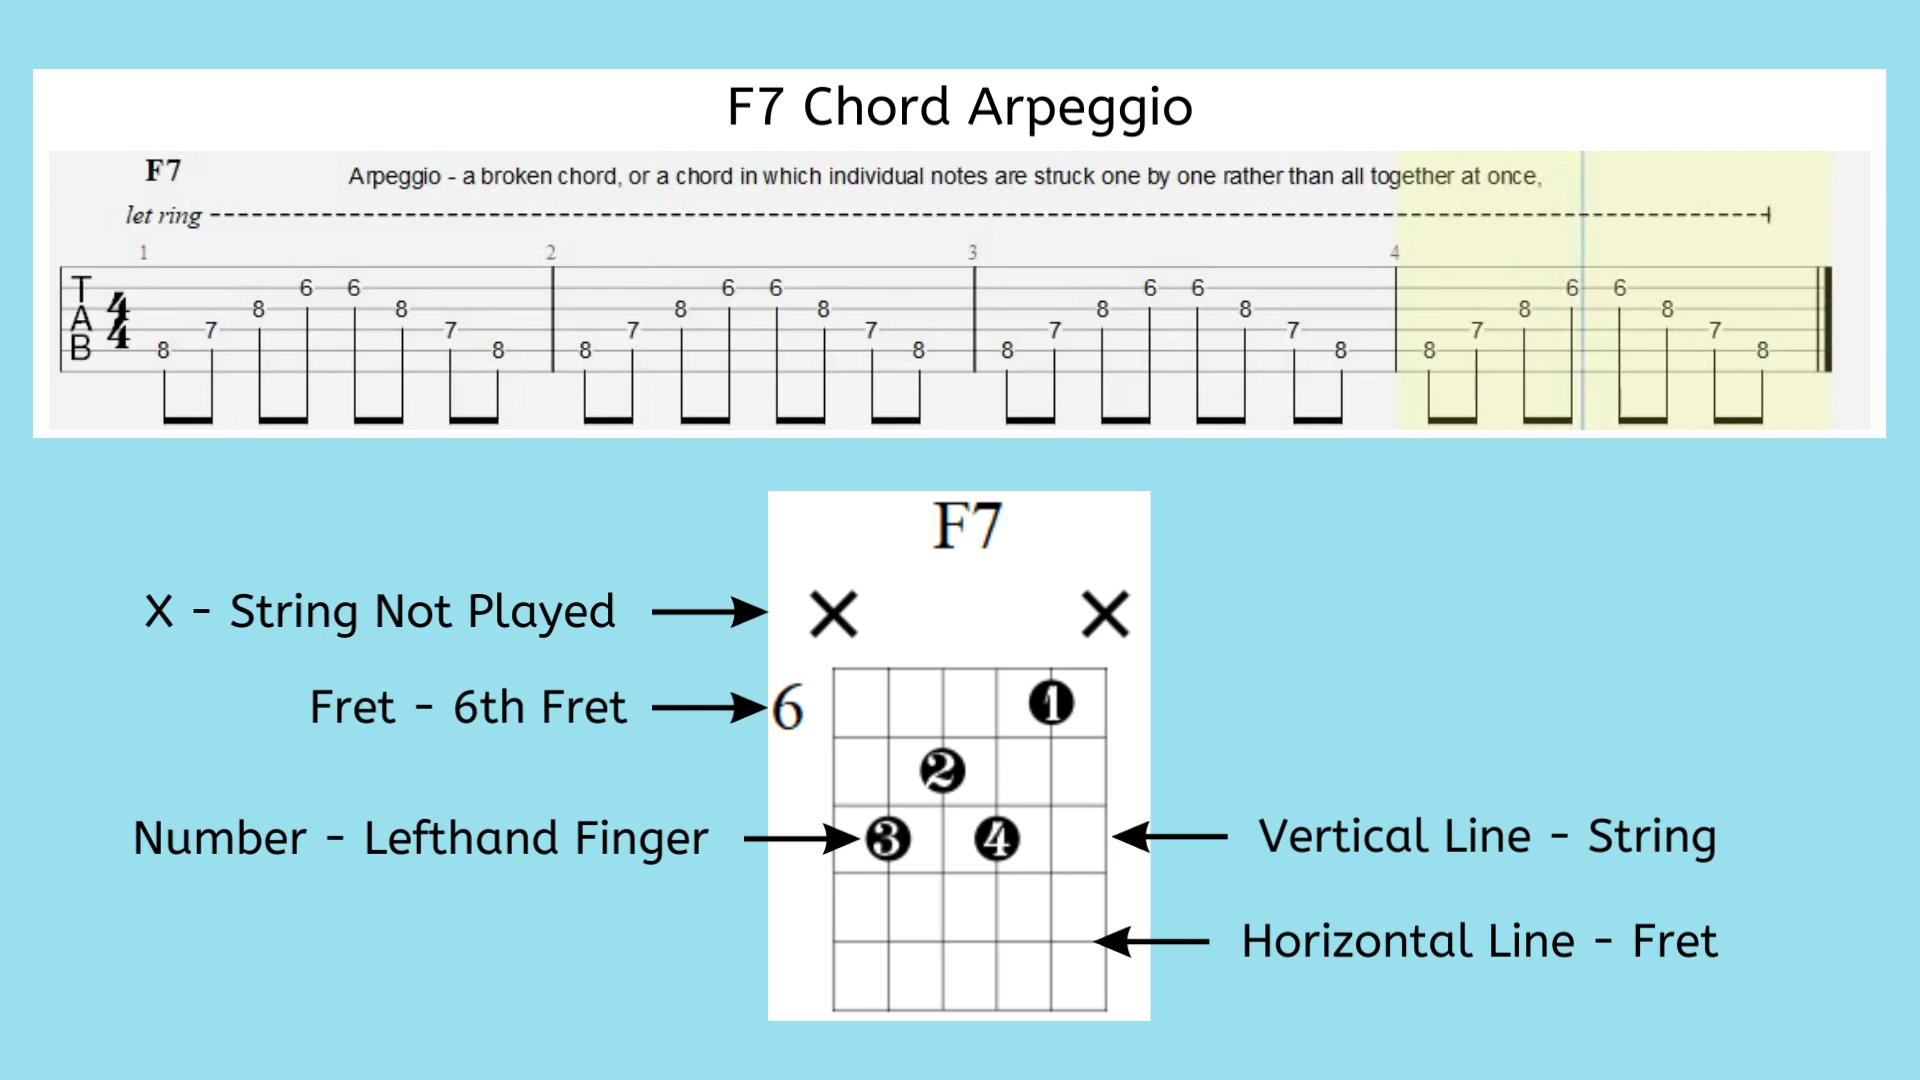 F7 Chord Arpeggio
F7
Arpeggio - a broken chord, or a chord in which individual notes are struck one by one rather than all together at once,
let ring
1 2 3 4
T
A
B
4
4
6 6 6 6 6 6 6 6
8 8 8 8 8 8 8 8
7 7 7 7 7 7 7 7
8 8 8 8 8 8 8 8
F7
X - String Not Played
× ×
Fret - 6th Fret
6
1
2
Number - Lefthand Finger
3 4
Vertical Line - String
Horizontal Line - Fret